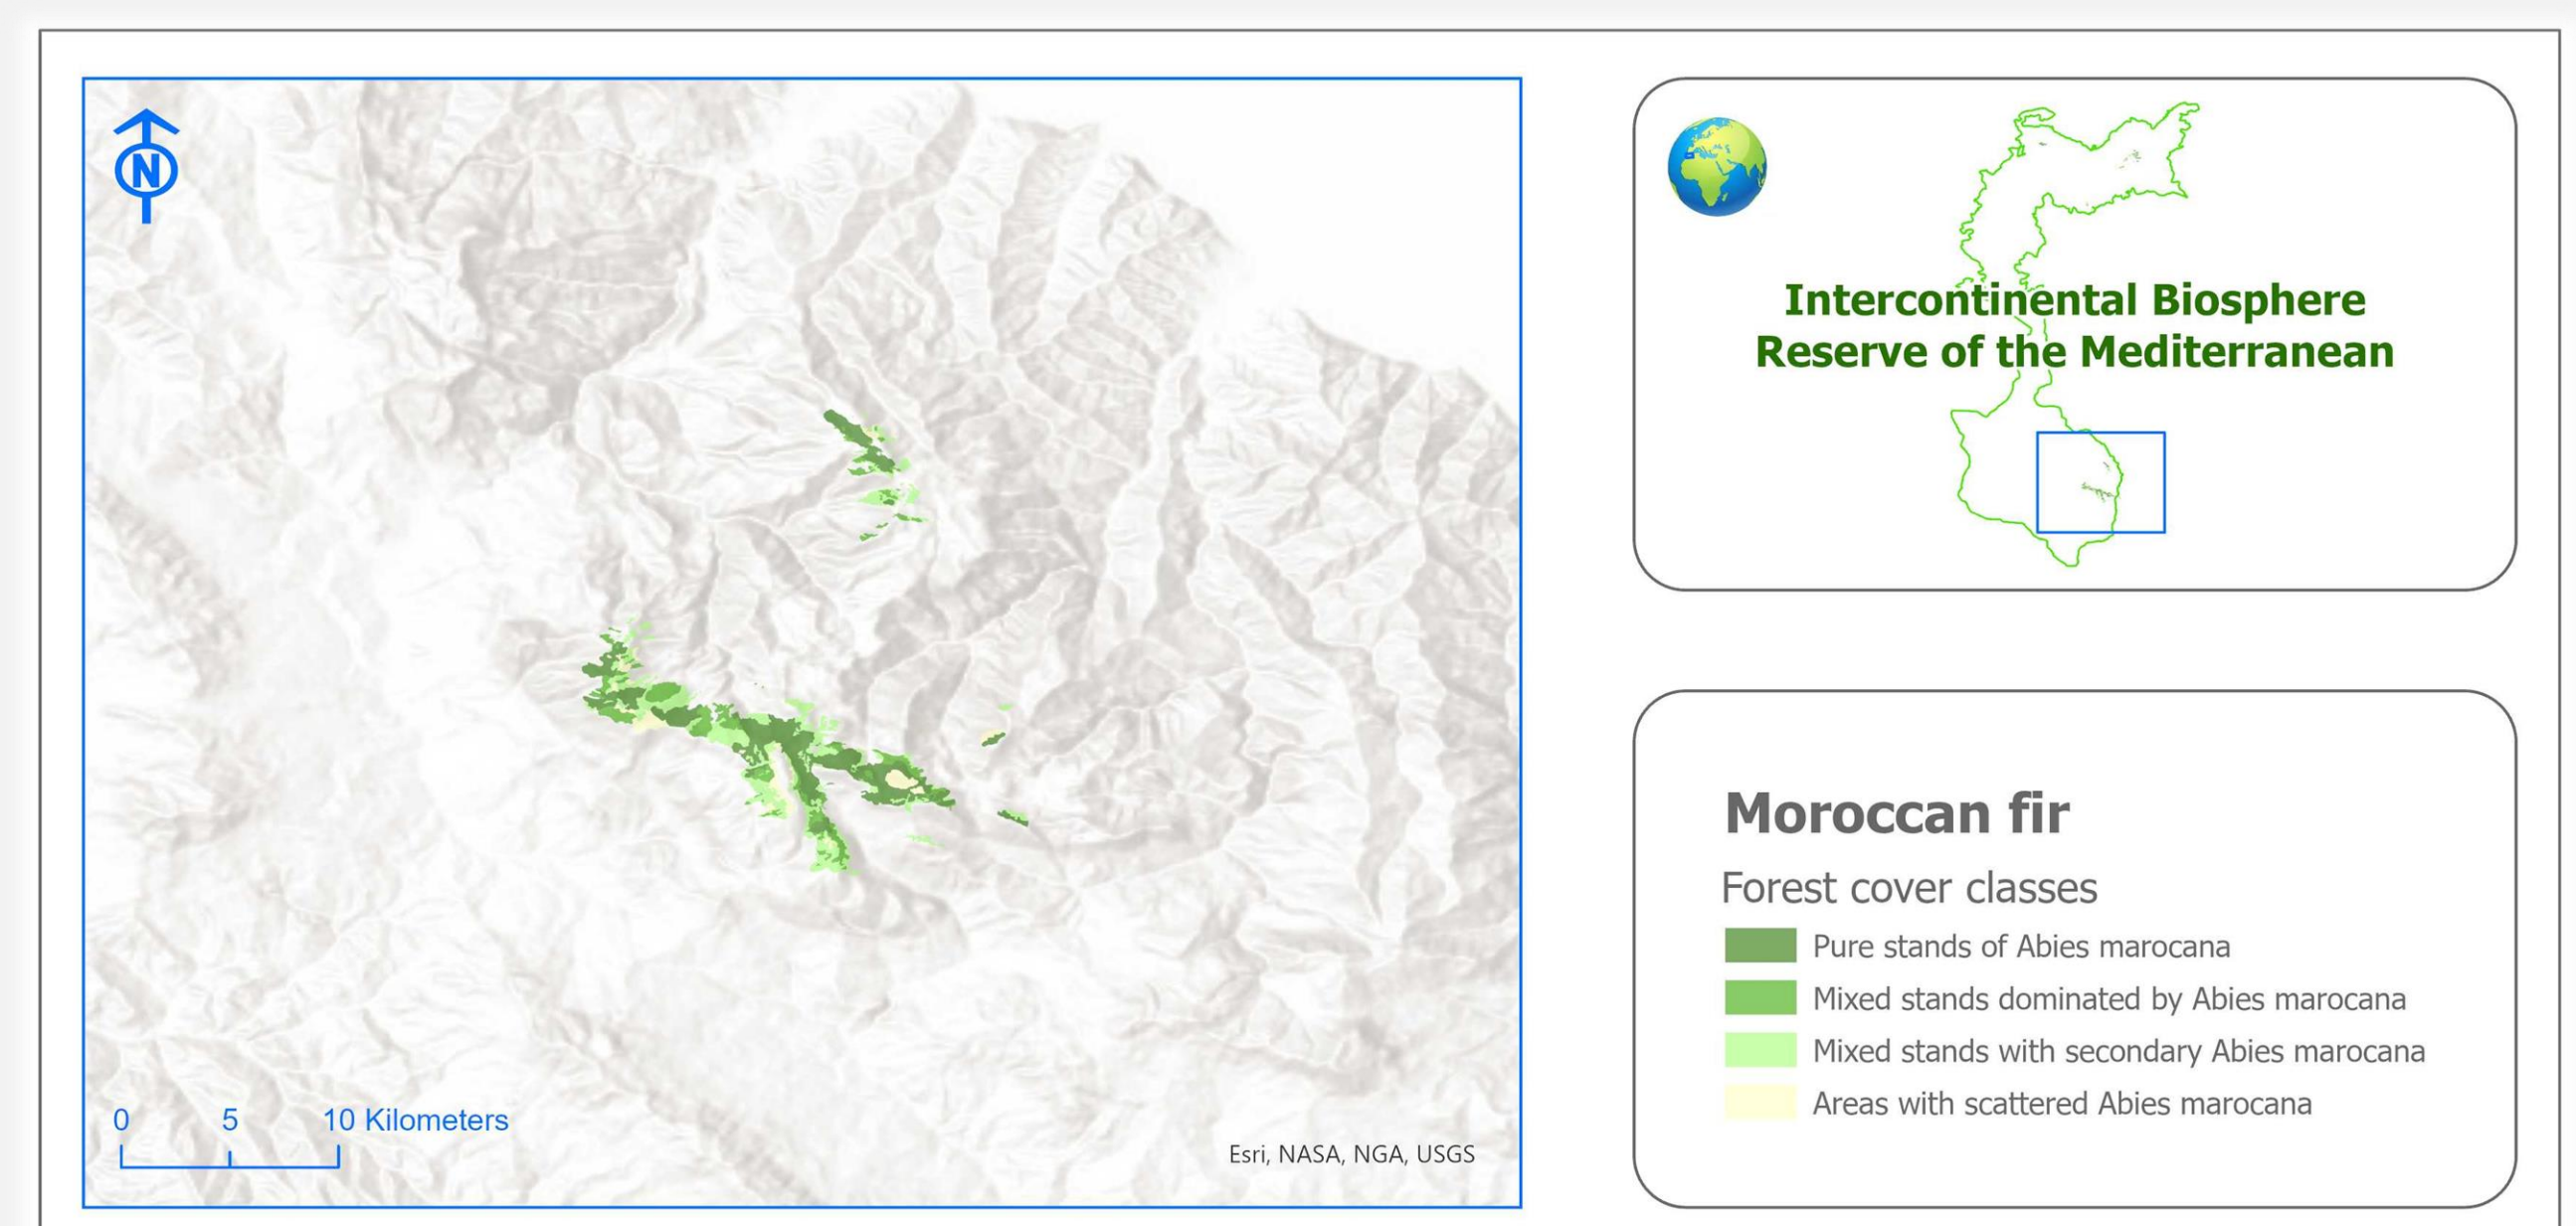 N
Intercontinental Biosphere
Reserve of the Mediterranean
Moroccan fir
Forest cover classes
Pure stands of Abies marocana
Mixed stands dominated by Abies marocana
Mixed stands with secondary Abies marocana
Areas with scattered Abies marocana
0 5 10 Kilometers
Esri, NASA, NGA, USGS